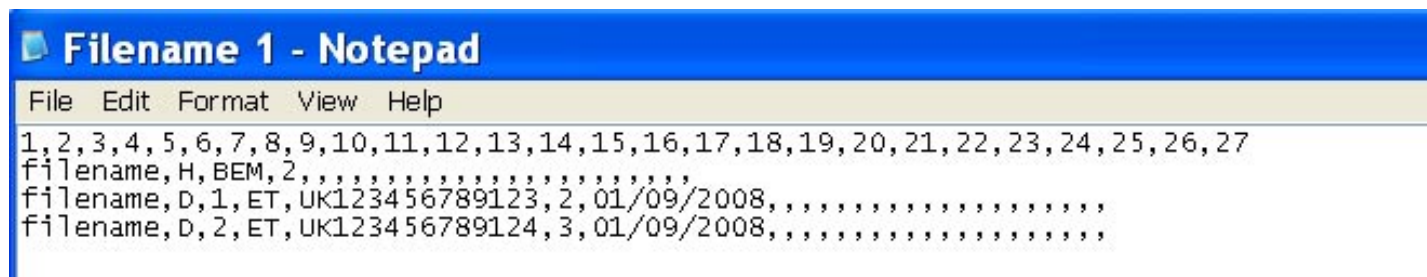 Filename 1 - Notepad
File Edit Format View Help
1,2,3,4,5,6,7,8,9,10,11,12,13,14,15,16,17,18,19,20,21,22,23,24,25,26,27
filename,H,BEM,2,,,,,,,,,,,,,,,,,,,,,,,
filename,D,1,ET,UK123456789123,2,01/09/2008,,,,,,,,,,,,,,,,,,,,
filename,D,2,ET,UK123456789124,3,01/09/2008,,,,,,,,,,,,,,,,,,,,